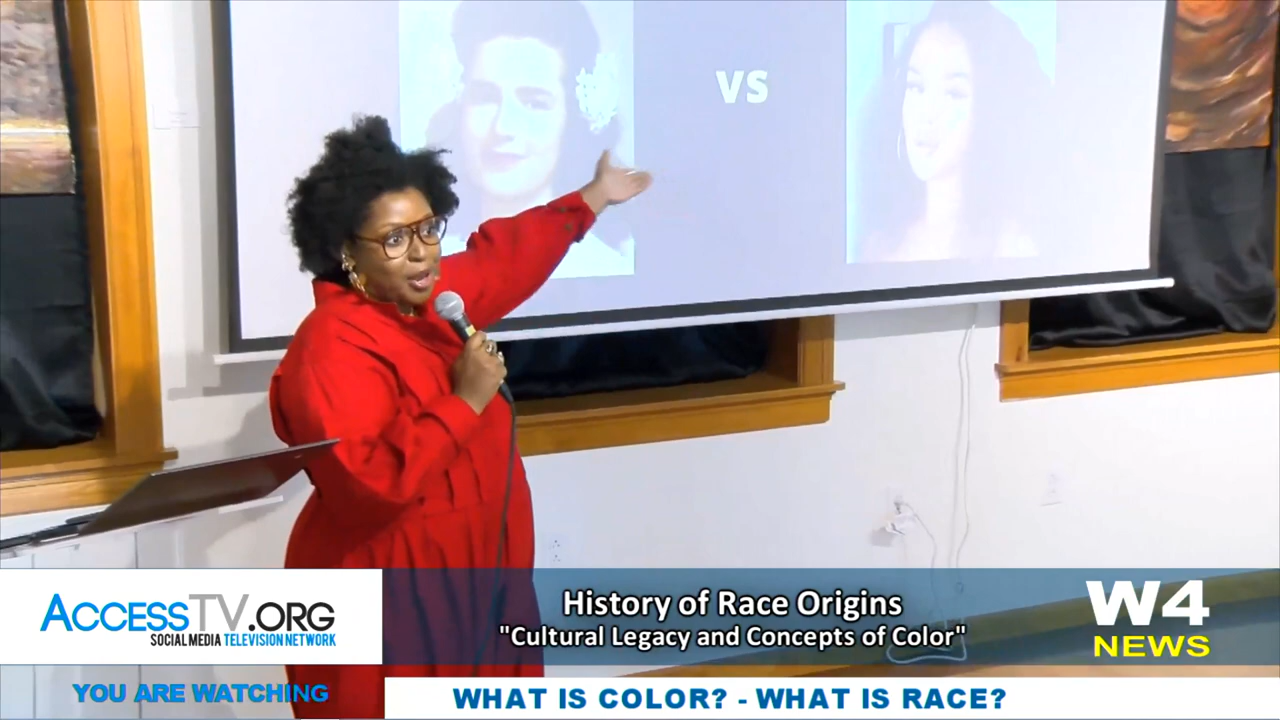 VS
History of Race Origins
"Cultural Legacy and Concepts of Color"
ACCESSTV.ORG
SOCIAL MEDIA TELEVISION NETWORK
W4
NEWS
YOU ARE WATCHING
WHAT IS COLOR? - WHAT IS RACE?